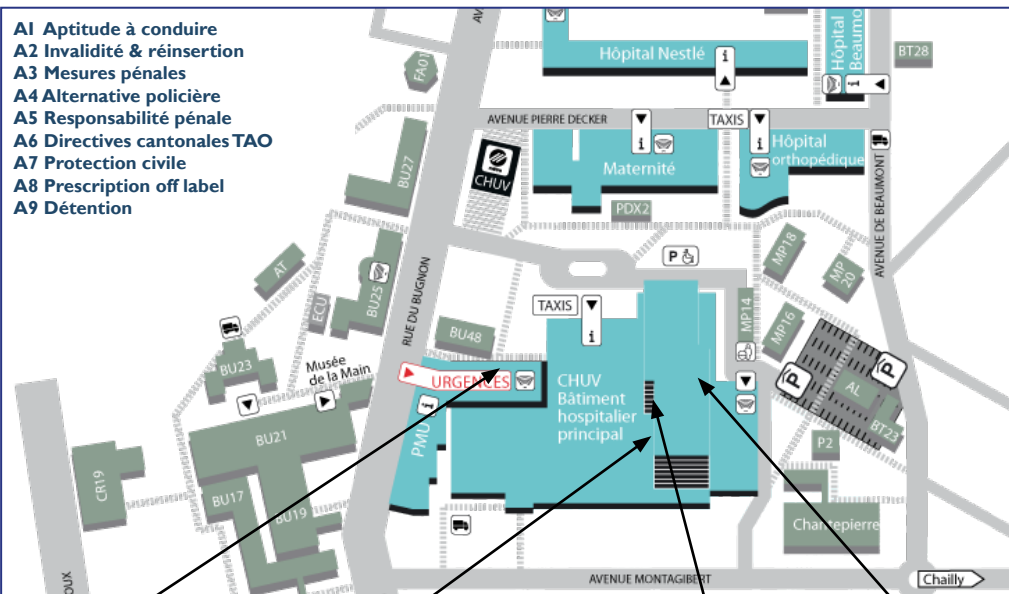 A1 Aptitude à conduire
A2 Invalidité & réinsertion
A3 Mesures pénales
A4 Alternative policière
A5 Responsabilité pénale
A6 Directives cantonales TAO
A7 Protection civile
A8 Prescription off label
A9 Détention
AV
FA01
Hôpital Nestlé
i
Hôpital
Beaumo
i
BT28
AVENUE PIERRE DECKER
TAXIS
i
i
Maternité
Hôpital
orthopédique
BU27
CHUV
PDX2
AVENUE DE BEAUMONT
MP18
MP
20
P
AT
ECU
BU25
RUE DU BUGNON
TAXIS
i
MP14
MP16
BU48
BU23
Musée
de la Main
URGENCES
PMU
i
CHUV
Bâtiment
hospitalier
principal
P
P
AL
BT23
P2
BU21
CR19
BU17
BU19
Chantepierre
OUX
AVENUE MONTAGIBERT
Chailly